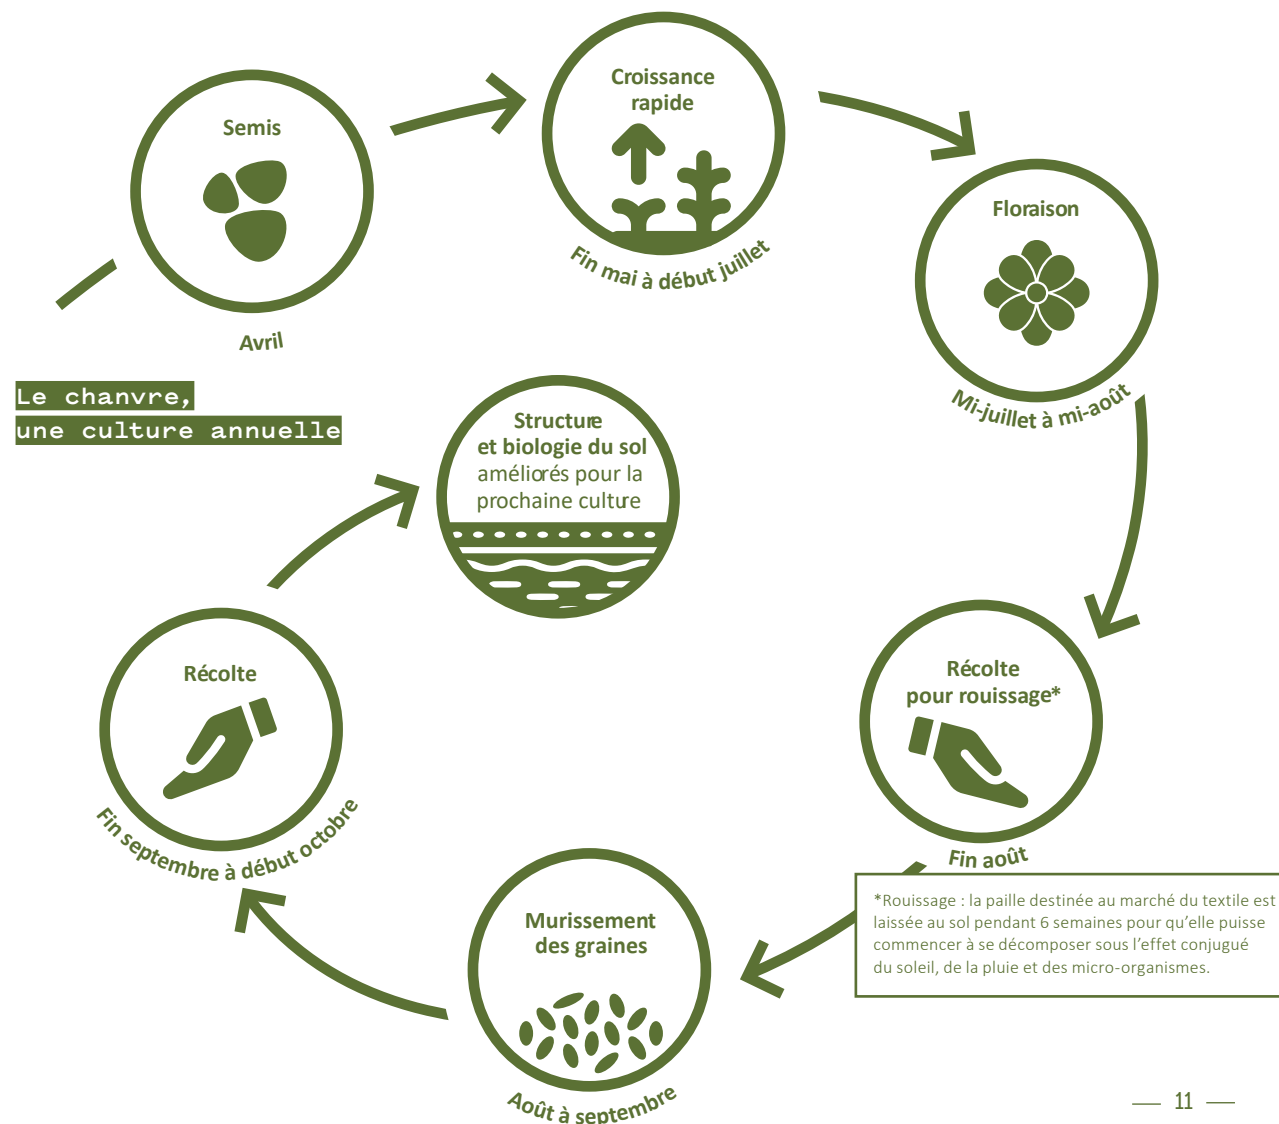 Semis
Avril
Croissance
rapide
Fin mai à début juillet
Floraison
Mi-juillet à mi-août
Le chanvre,
une culture annuelle
Structure
et biologie du sol
améliorés pour la
prochaine culture
Récolte
pour rouissage*
Fin août
*Rouissage : la paille destinée au marché du textile est
laissée au sol pendant 6 semaines pour qu’elle puisse
commencer à se décomposer sous l’effet conjugué
du soleil, de la pluie et des micro-organismes.
Murissement
des graines
Août à septembre
Récolte
Fin septembre à début octobre
— 11 —